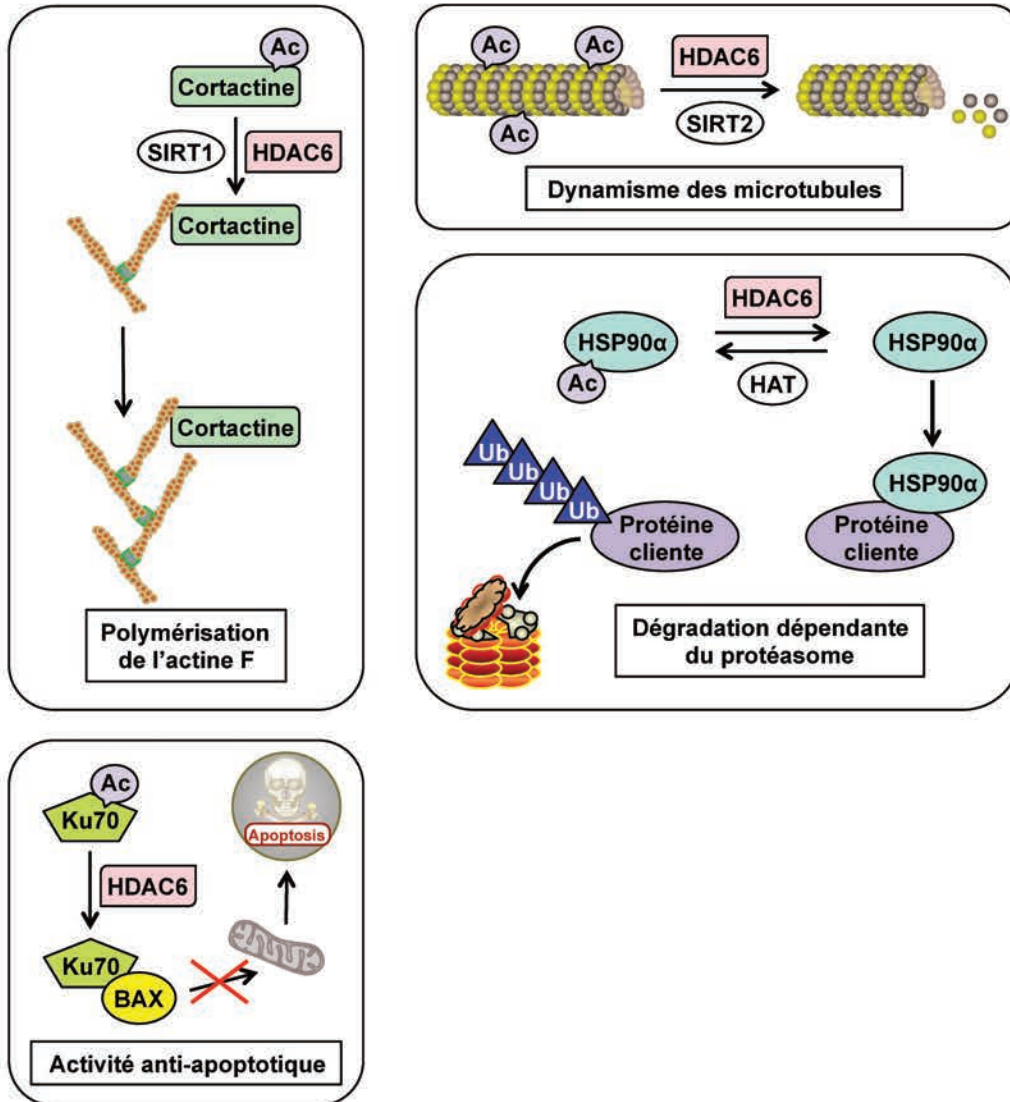 Ac
Cortactine
SIRT1
HDAC6
Cortactine
Cortactine
Polymérisation
de l'actine F
Ac
Ac
HDAC6
Ac
SIRT2
Dynamisme des microtubules
HDAC6
HSP90α
HSP90α
Ac
HAT
Ub
Ub
Ub
Ub
HSP90α
Protéine
cliente
Protéine
cliente
Dégradation dépendante
du protéasome
Ac
Ku70
Apoptosis
HDAC6
Ku70
BAX
Activité anti-apoptotique